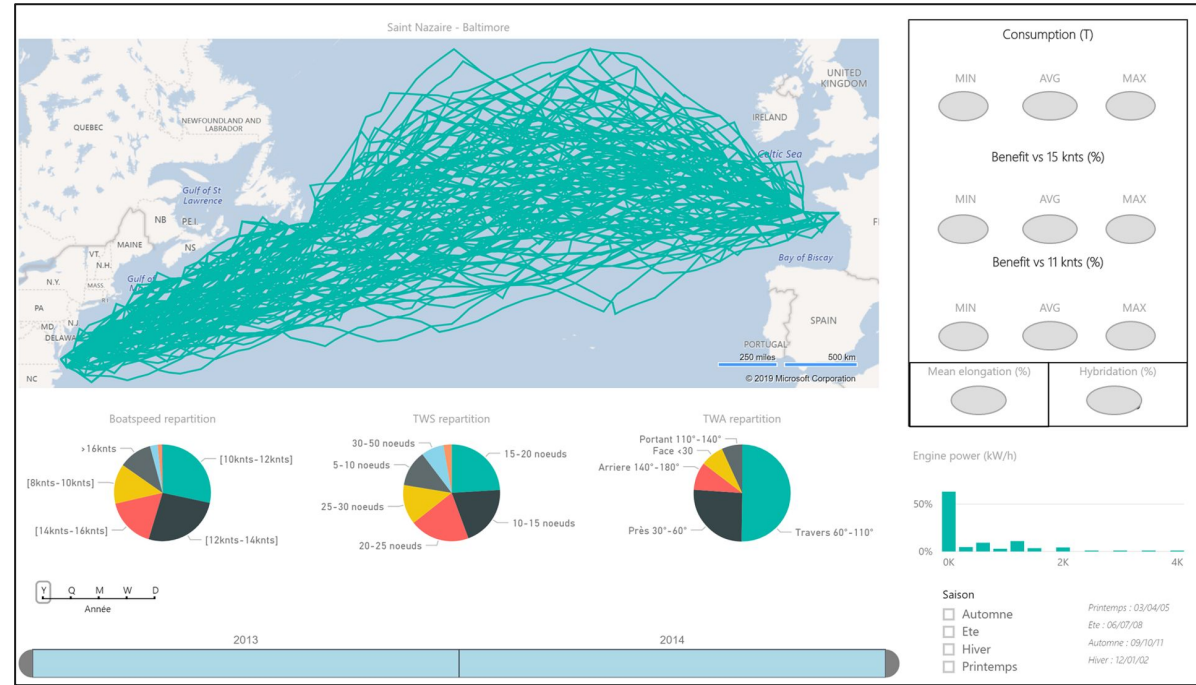 Saint Nazaire - Baltimore
UNITED
KINGDOM
IRELAND
Celtic Sea
QUEBEC
NEWFOUNDLAND AND
LABRADOR
Gulf of St
Lawrence
NB
P.E.I.
MAINE
NS
VT.
N.H.
Gulf of
N.Y.
MASS.
R.I.
PA
N.J.
MD.
DELAWA
NC
Bay of Biscay
SPAIN
PORTUGAL
250 miles
500 km
© 2019 Microsoft Corporation
Consumption (T)
MIN AVG MAX
Benefit vs 15 knts (%)
MIN AVG MAX
Benefit vs 11 knts (%)
MIN AVG MAX
Mean elongation (%) Hybridation (%)
Boatspeed repartition
>16knts
[10knts-12knts]
[8knts-10knts]
[14knts-16knts]
[12knts-14knts]
TWS repartition
30-50 noeuds
15-20 noeuds
5-10 noeuds
25-30 noeuds
10-15 noeuds
20-25 noeuds
TWA repartition
Portant 110°-140°
Face <30
Arriere 140°-180°
Près 30°-60°
Travers 60°-110°
Engine power (kW/h)
50%
0%
0K 2K 4K
Y Q M W D
Année
2013 2014
Saison
Automne
Ete
Hiver
Printemps
Printemps : 03/04/05
Ete : 06/07/08
Automne : 09/10/11
Hiver : 12/01/02